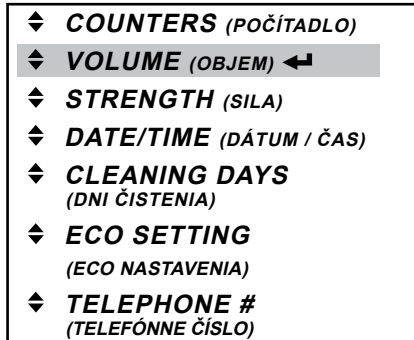 COUNTERS (POČÍTADLO)
VOLUME (OBJEM)
STRENGTH (SILA)
DATE/TIME (DÁTUM / ČAS)
CLEANING DAYS
(DNI ČISTENIA)
ECO SETTING
(ECO NASTAVENIA)
TELEPHONE #
(TELEFÓNNE ČÍSLO)